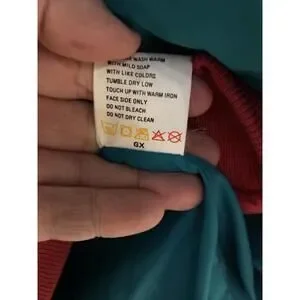 WASH WARM
WITH MILD SOAP
WITH LIKE COLORS
TUMBLE DRY LOW
TOUCH UP WITH WARM IRON
FACE SIDE ONLY
DO NOT BLEACH
DO NOT DRY CLEAN
GX